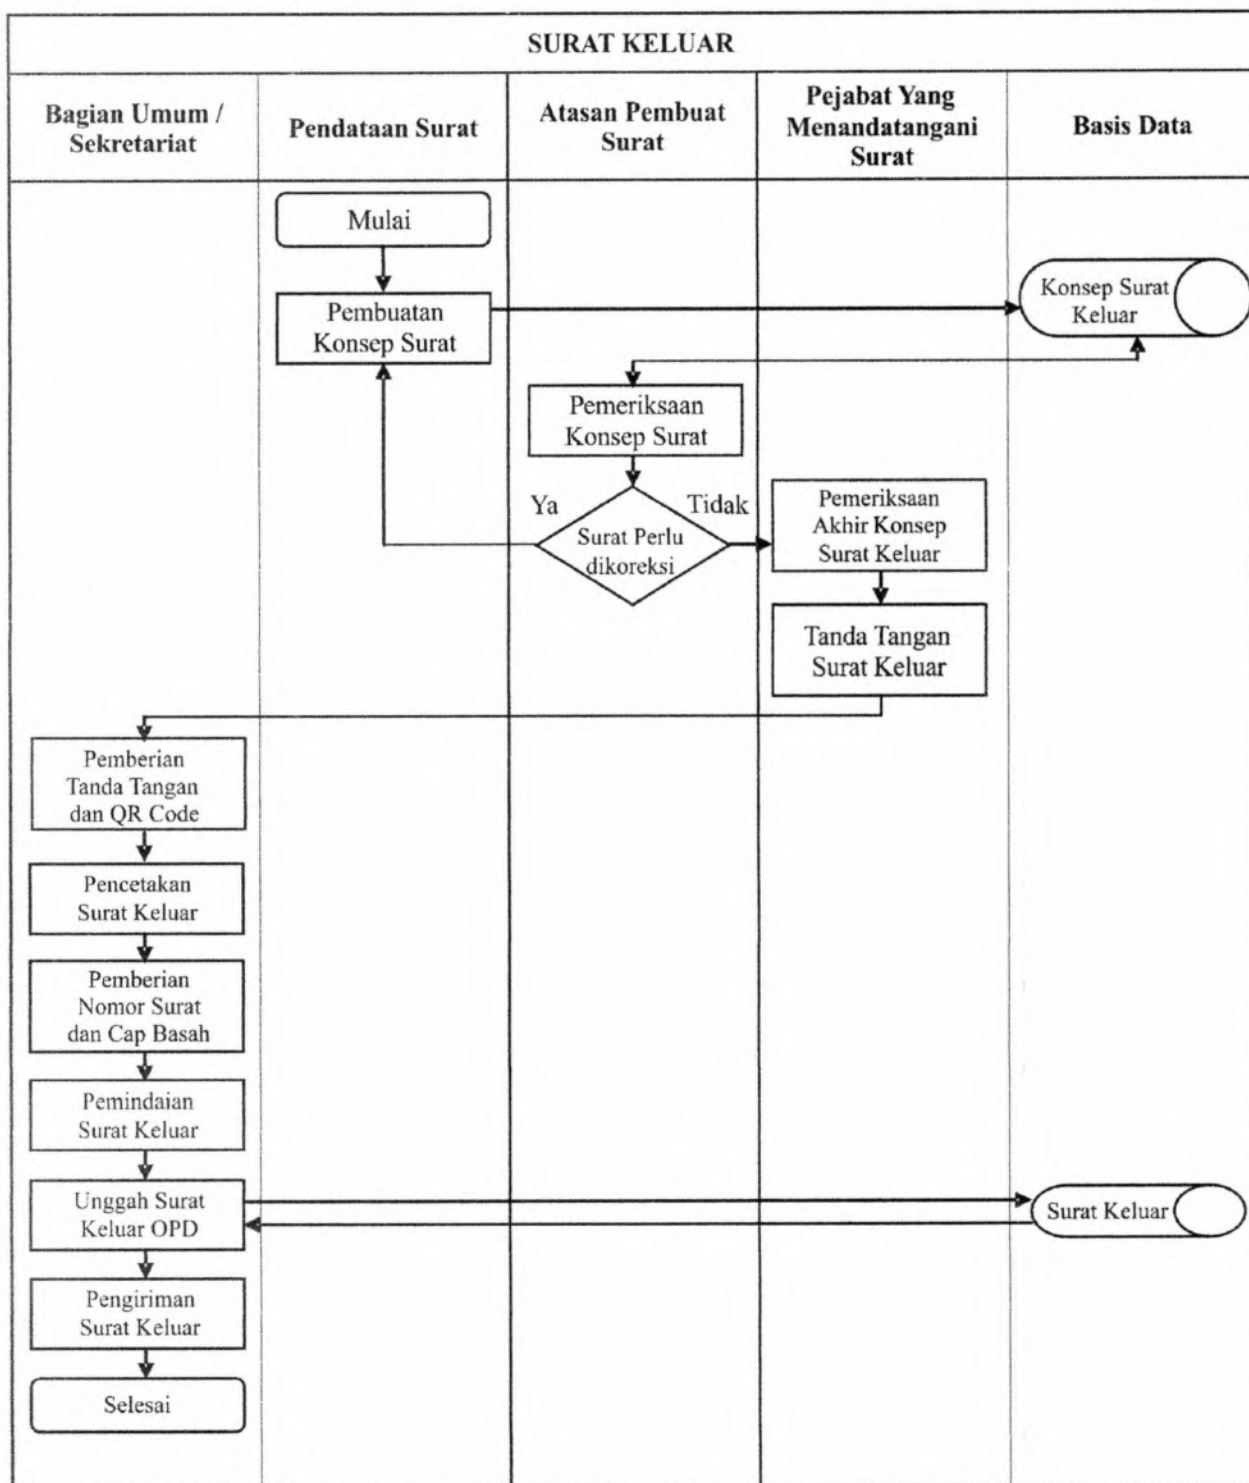 SURAT KELUAR
Bagian Umum /
Sekretariat
Pendataan Surat
Atasan Pembuat
Surat
Pejabat Yang
Menandatangani
Surat
Basis Data
Mulai
Pembuatan
Konsep Surat
Konsep Surat
Keluar
Pemeriksaan
Konsep Surat
Ya
Tidak
Surat Perlu
dikoreksi
Pemeriksaan
Akhir Konsep
Surat Keluar
Tanda Tangan
Surat Keluar
Pemberian
Tanda Tangan
dan QR Code
Pencetakan
Surat Keluar
Pemberian
Nomor Surat
dan Cap Basah
Pemindaian
Surat Keluar
Unggah Surat
Keluar OPD
Surat Keluar
Pengiriman
Surat Keluar
Selesai